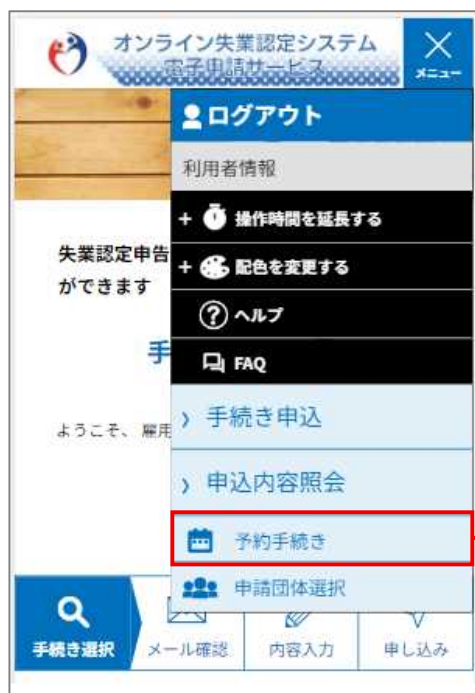 オンライン失業認定システム
電子申請サービス
メニュー
ログアウト
利用者情報
+ 操作時間を延長する
失業認定申告
+ 配色を変更する
ができます
ヘルプ
手
FAQ
手続き申込
ようこそ、 雇用
申込内容照会
予約手続き
申請団体選択
手続き選択
メール確認
内容入力
申し込み